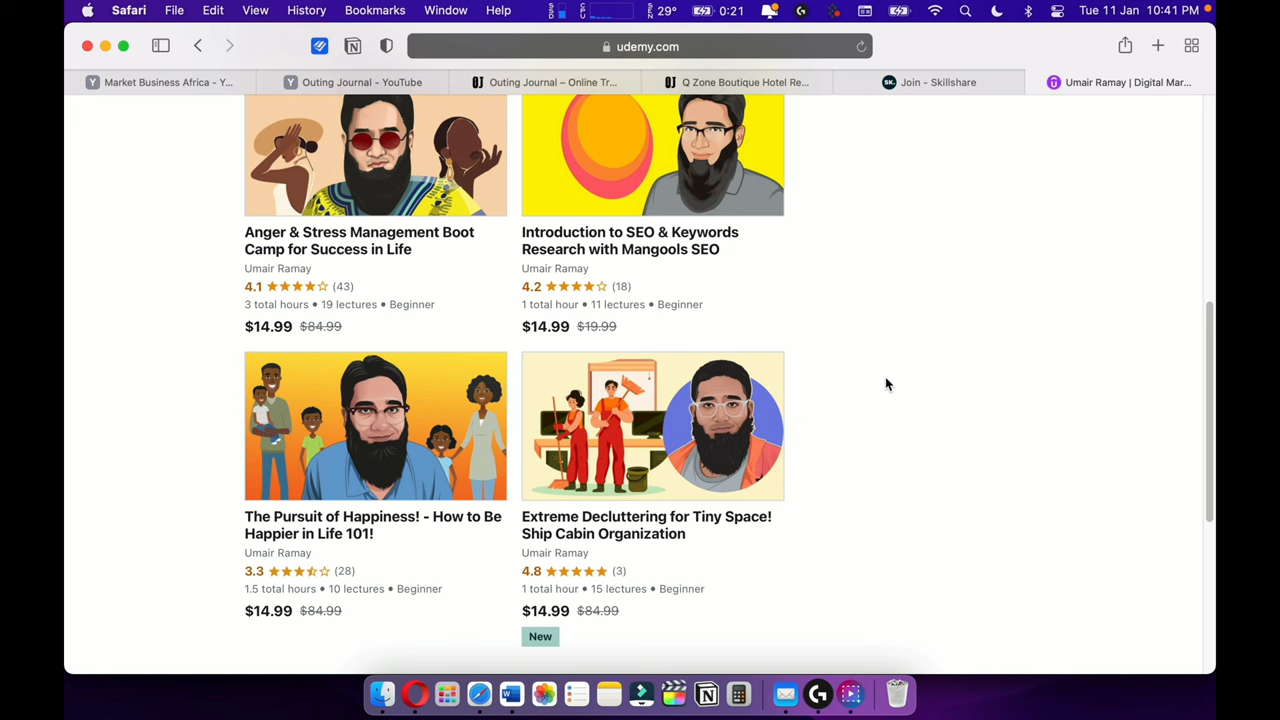 Safari File Edit View History Bookmarks Window Help 29° 0:21 Tue 11 Jan 10:41 PM
udemy.com
Market Business Africa - Y... Outing Journal - YouTube Outing Journal – Online Tr... Q Zone Boutique Hotel Re... Join - Skillshare Umair Ramay | Digital Mar...
Anger & Stress Management Boot
Camp for Success in Life
Umair Ramay
4.1 (43)
3 total hours • 19 lectures • Beginner
$14.99 $84.99
Introduction to SEO & Keywords
Research with Mangools SEO
Umair Ramay
4.2 (18)
1 total hour • 11 lectures • Beginner
$14.99 $19.99
The Pursuit of Happiness! - How to Be
Happier in Life 101!
Umair Ramay
3.3 (28)
1.5 total hours • 10 lectures • Beginner
$14.99 $84.99
Extreme Decluttering for Tiny Space!
Ship Cabin Organization
Umair Ramay
4.8 (3)
1 total hour • 15 lectures • Beginner
$14.99 $84.99
New